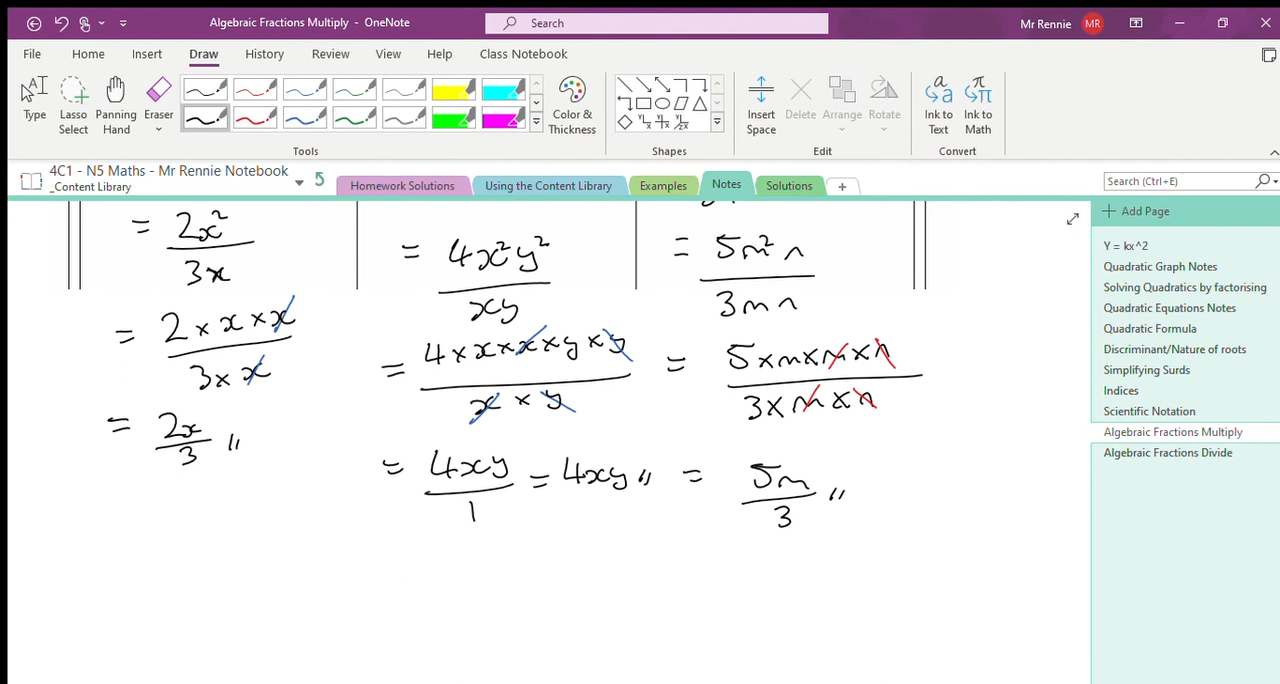 Algebraic Fractions Multiply - OneNote
Search
Mr Rennie MR
File Home Insert Draw History Review View Help Class Notebook
Type
Lasso Select
Panning Hand
Eraser
Color & Thickness
Insert Space
Delete
Arrange
Rotate
Ink to Text
Ink to Math
Tools Shapes Edit Convert
4C1 - N5 Maths - Mr Rennie Notebook
_Content Library
Homework Solutions Using the Content Library Examples Notes Solutions +
Search (Ctrl+E)
Add Page
Y = kx^2
Quadratic Graph Notes
Solving Quadratics by factorising
Quadratic Equations Notes
Quadratic Formula
Discriminant/Nature of roots
Simplifying Surds
Indices
Scientific Notation
Algebraic Fractions Multiply
Algebraic Fractions Divide
= 2x²
3x
= 2 × x × x
3 × x
= 2x
3 "
= 4x²y²
xy
= 4 × x × x × y × y
x × y
= 4xy = 4xy "
1
= 5m²n
3mn
= 5 × m × m × n
3 × m × n
= 5m
3 "